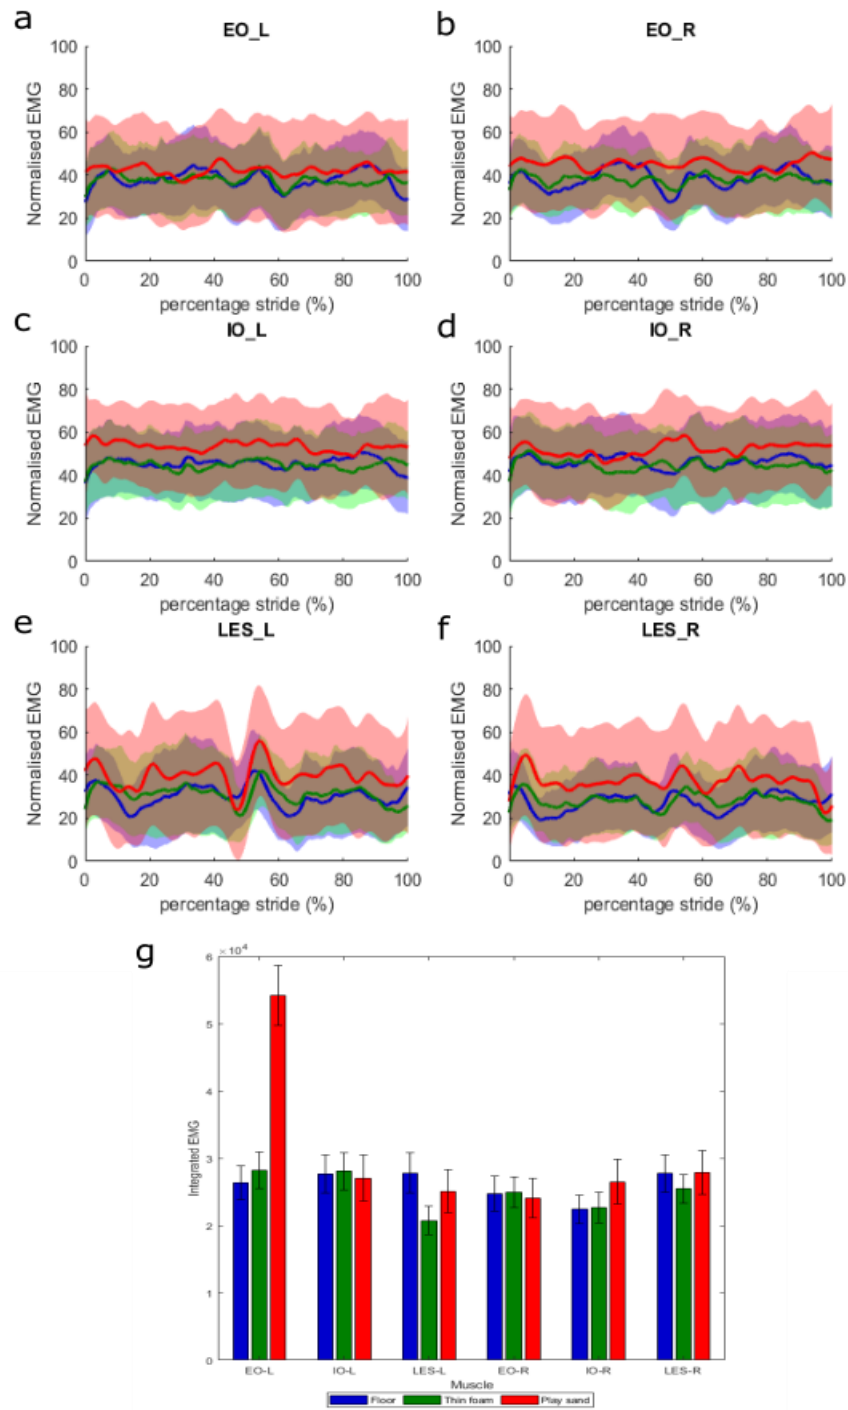 a
EO_L
100
80
60
40
20
0
Normalised EMG
0 20 40 60 80 100
percentage stride (%)
b
EO_R
100
80
60
40
20
0
Normalised EMG
0 20 40 60 80 100
percentage stride (%)
c
IO_L
100
80
60
40
20
0
Normalised EMG
0 20 40 60 80 100
percentage stride (%)
d
IO_R
100
80
60
40
20
0
Normalised EMG
0 20 40 60 80 100
percentage stride (%)
e
LES_L
100
80
60
40
20
0
Normalised EMG
0 20 40 60 80 100
percentage stride (%)
f
LES_R
100
80
60
40
20
0
Normalised EMG
0 20 40 60 80 100
percentage stride (%)
g
×10⁴
6
5
4
3
2
1
0
Integrated EMG
EO-L IO-L LES-L EO-R IO-R LES-R
Muscle
Floor Thin foam Play sand